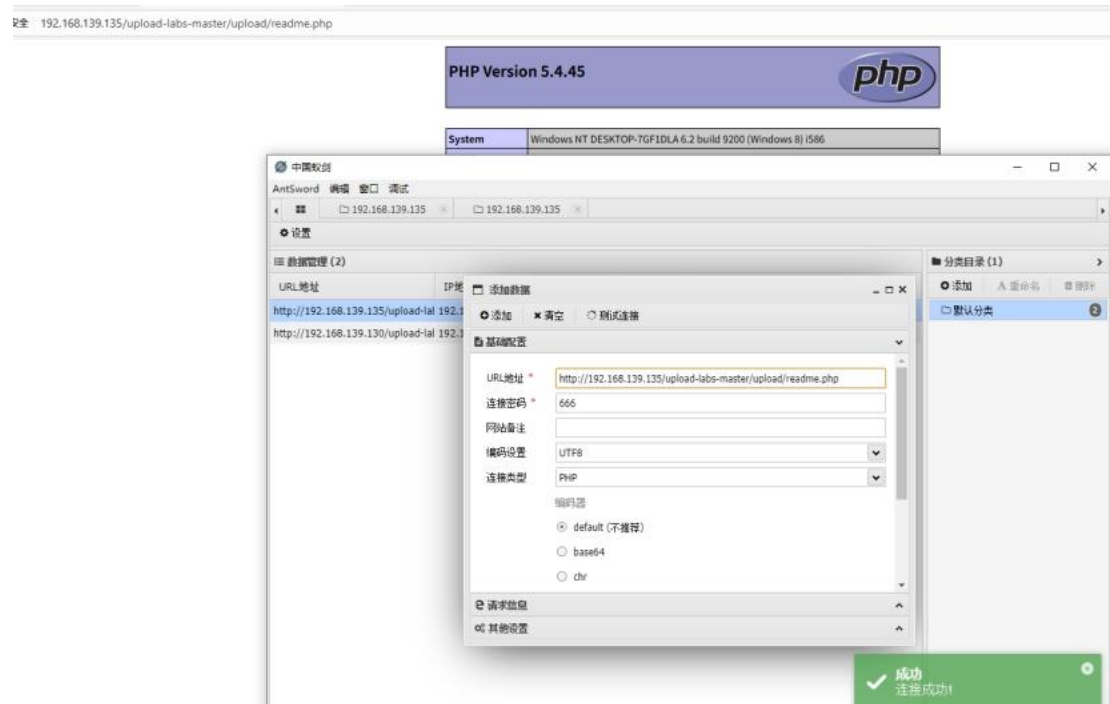 安全 192.168.139.135/upload-labs-master/upload/readme.php
PHP Version 5.4.45
php
System Windows NT DESKTOP-7GF1DLA 6.2 build 9200 (Windows 8) i586
中国蚁剑
AntSword 编辑 窗口 调试
192.168.139.135 192.168.139.135
设置
数据管理 (2)
URL地址 IP地
http://192.168.139.135/upload-lal 192.1
http://192.168.139.130/upload-lal 192.1
分类目录 (1)
添加 重命名 删除
默认分类 2
添加数据
添加 清空 测试连接
基础配置
URL地址 * http://192.168.139.135/upload-labs-master/upload/readme.php
连接密码 * 666
网站备注
编码设置 UTF8
连接类型 PHP
编码器
default (不推荐)
base64
chr
请求信息
其他设置
成功
连接成功!